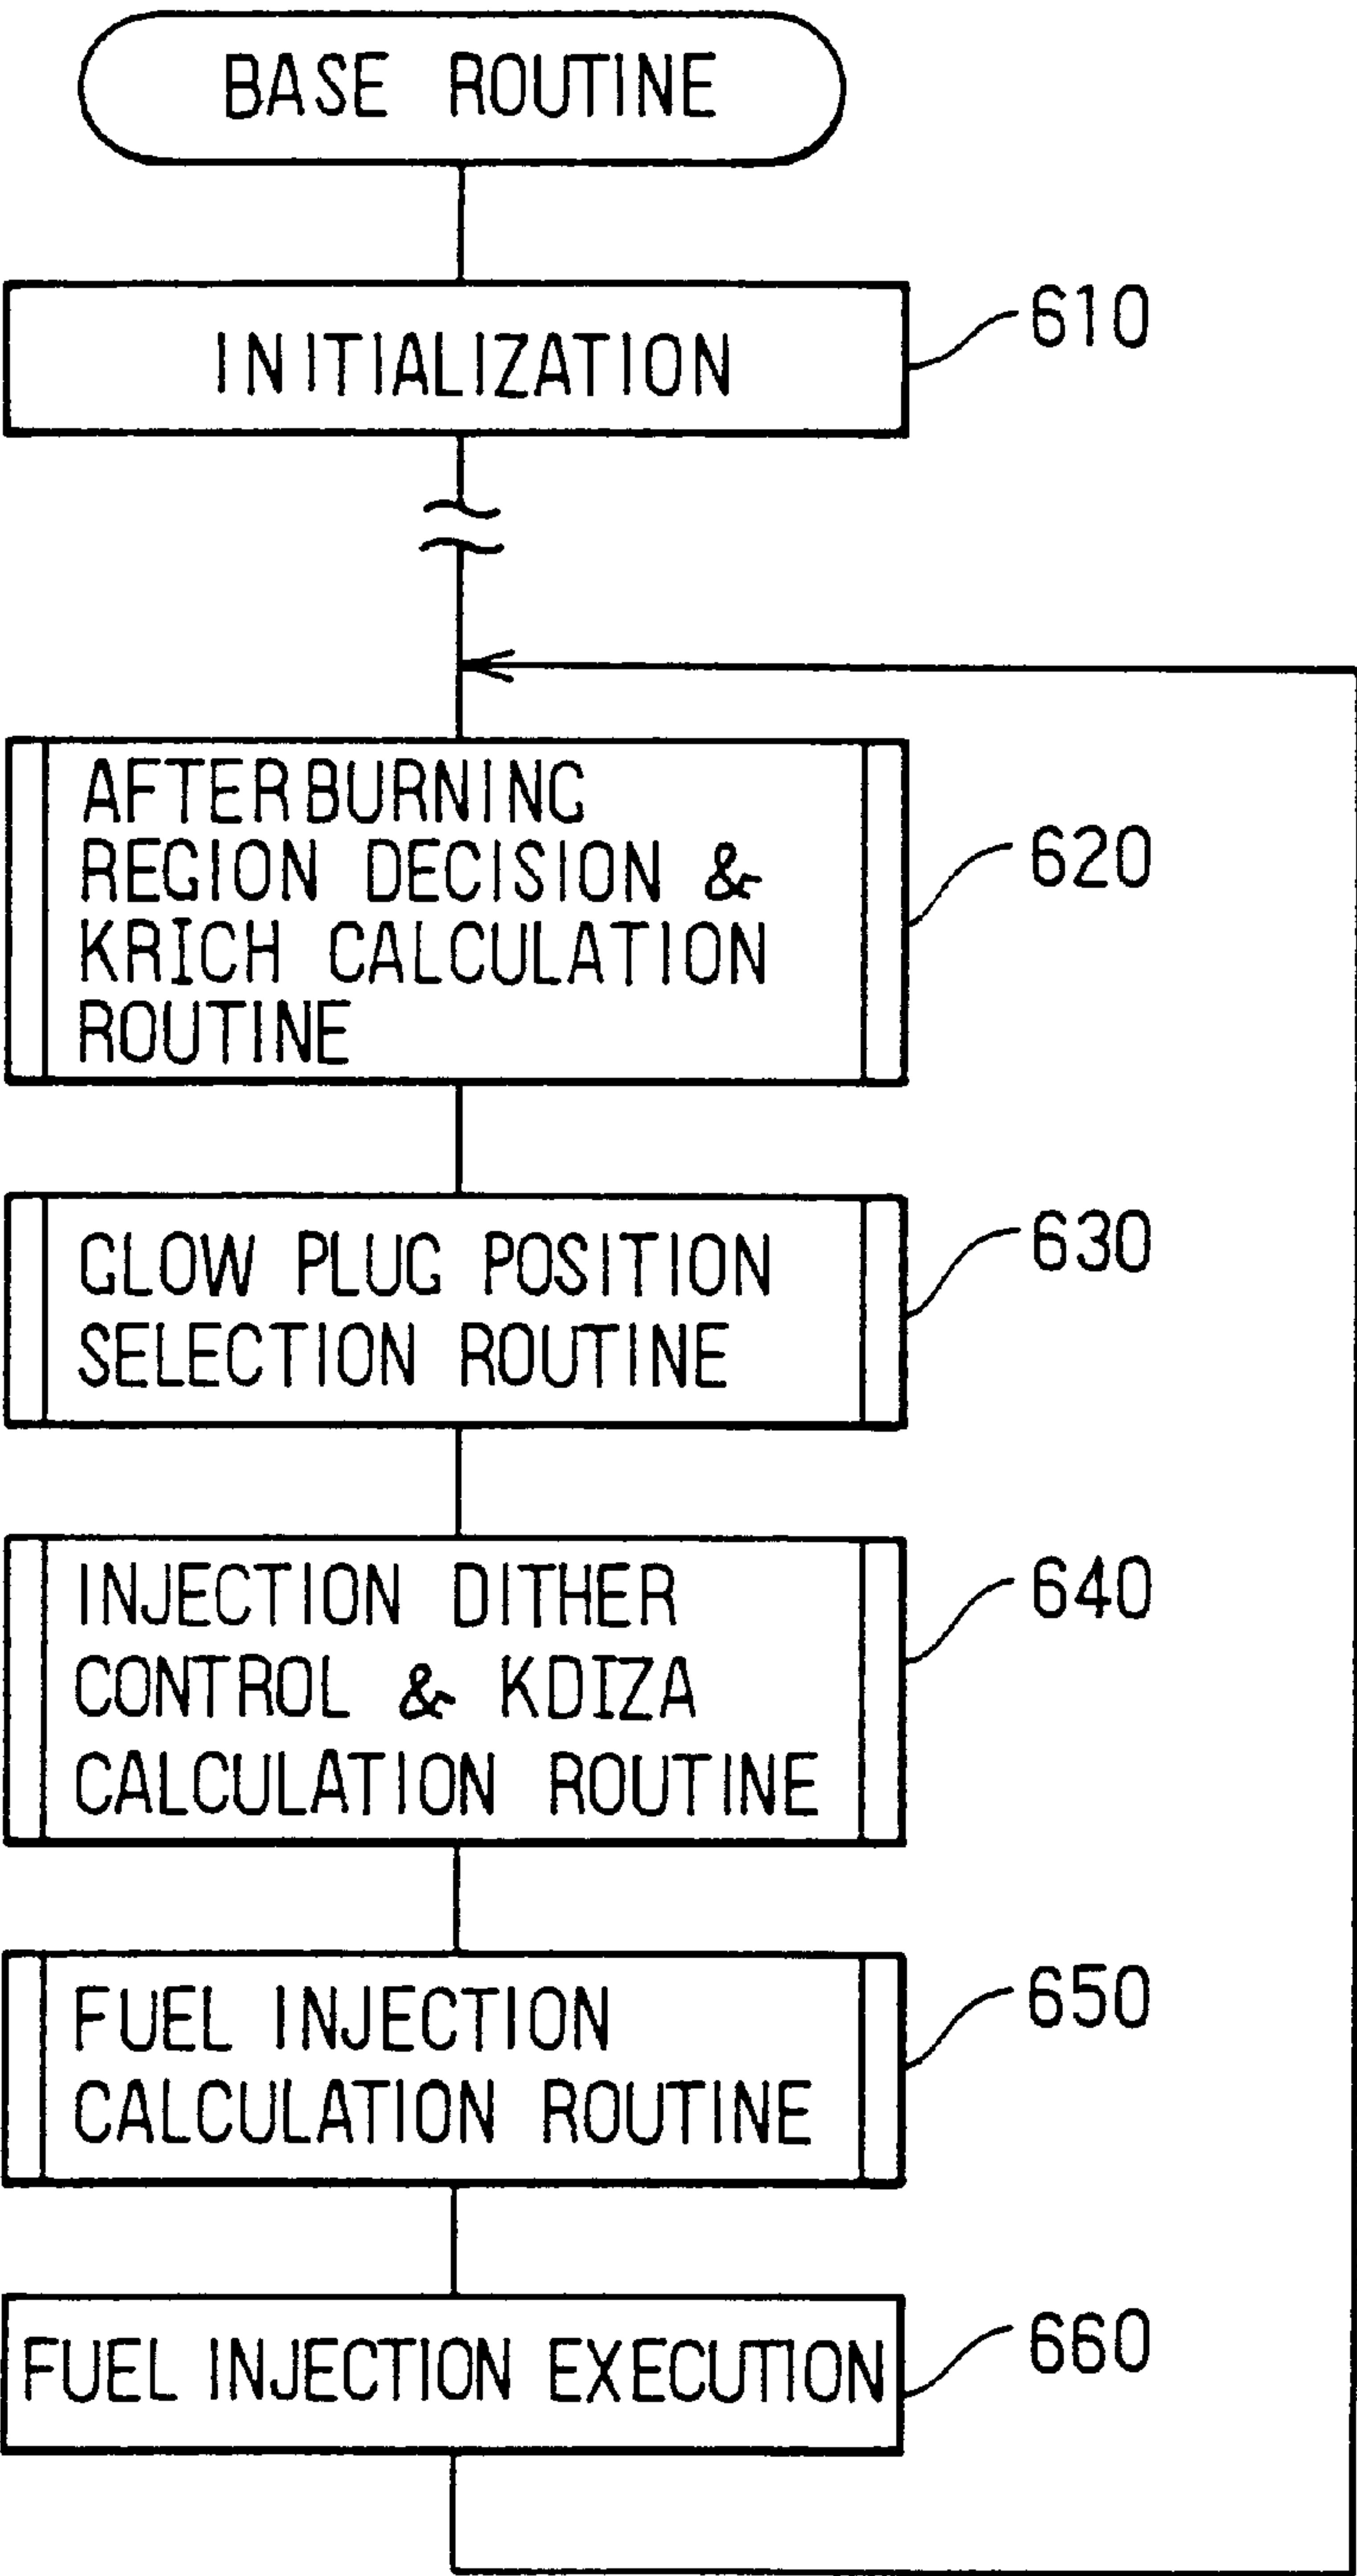 BASE ROUTINE
INITIALIZATION
610
AFTERBURNING
REGION DECISION &
KRICH CALCULATION
ROUTINE
620
GLOW PLUG POSITION
SELECTION ROUTINE
630
INJECTION DITHER
CONTROL & KDIZA
CALCULATION ROUTINE
640
FUEL INJECTION
CALCULATION ROUTINE
650
FUEL INJECTION EXECUTION
660